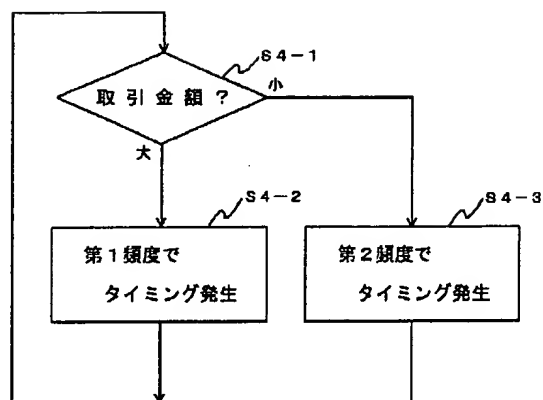 S4-1
取引金額?
小
大
S4-2
S4-3
第1頻度で
タイミング発生
第2頻度で
タイミング発生